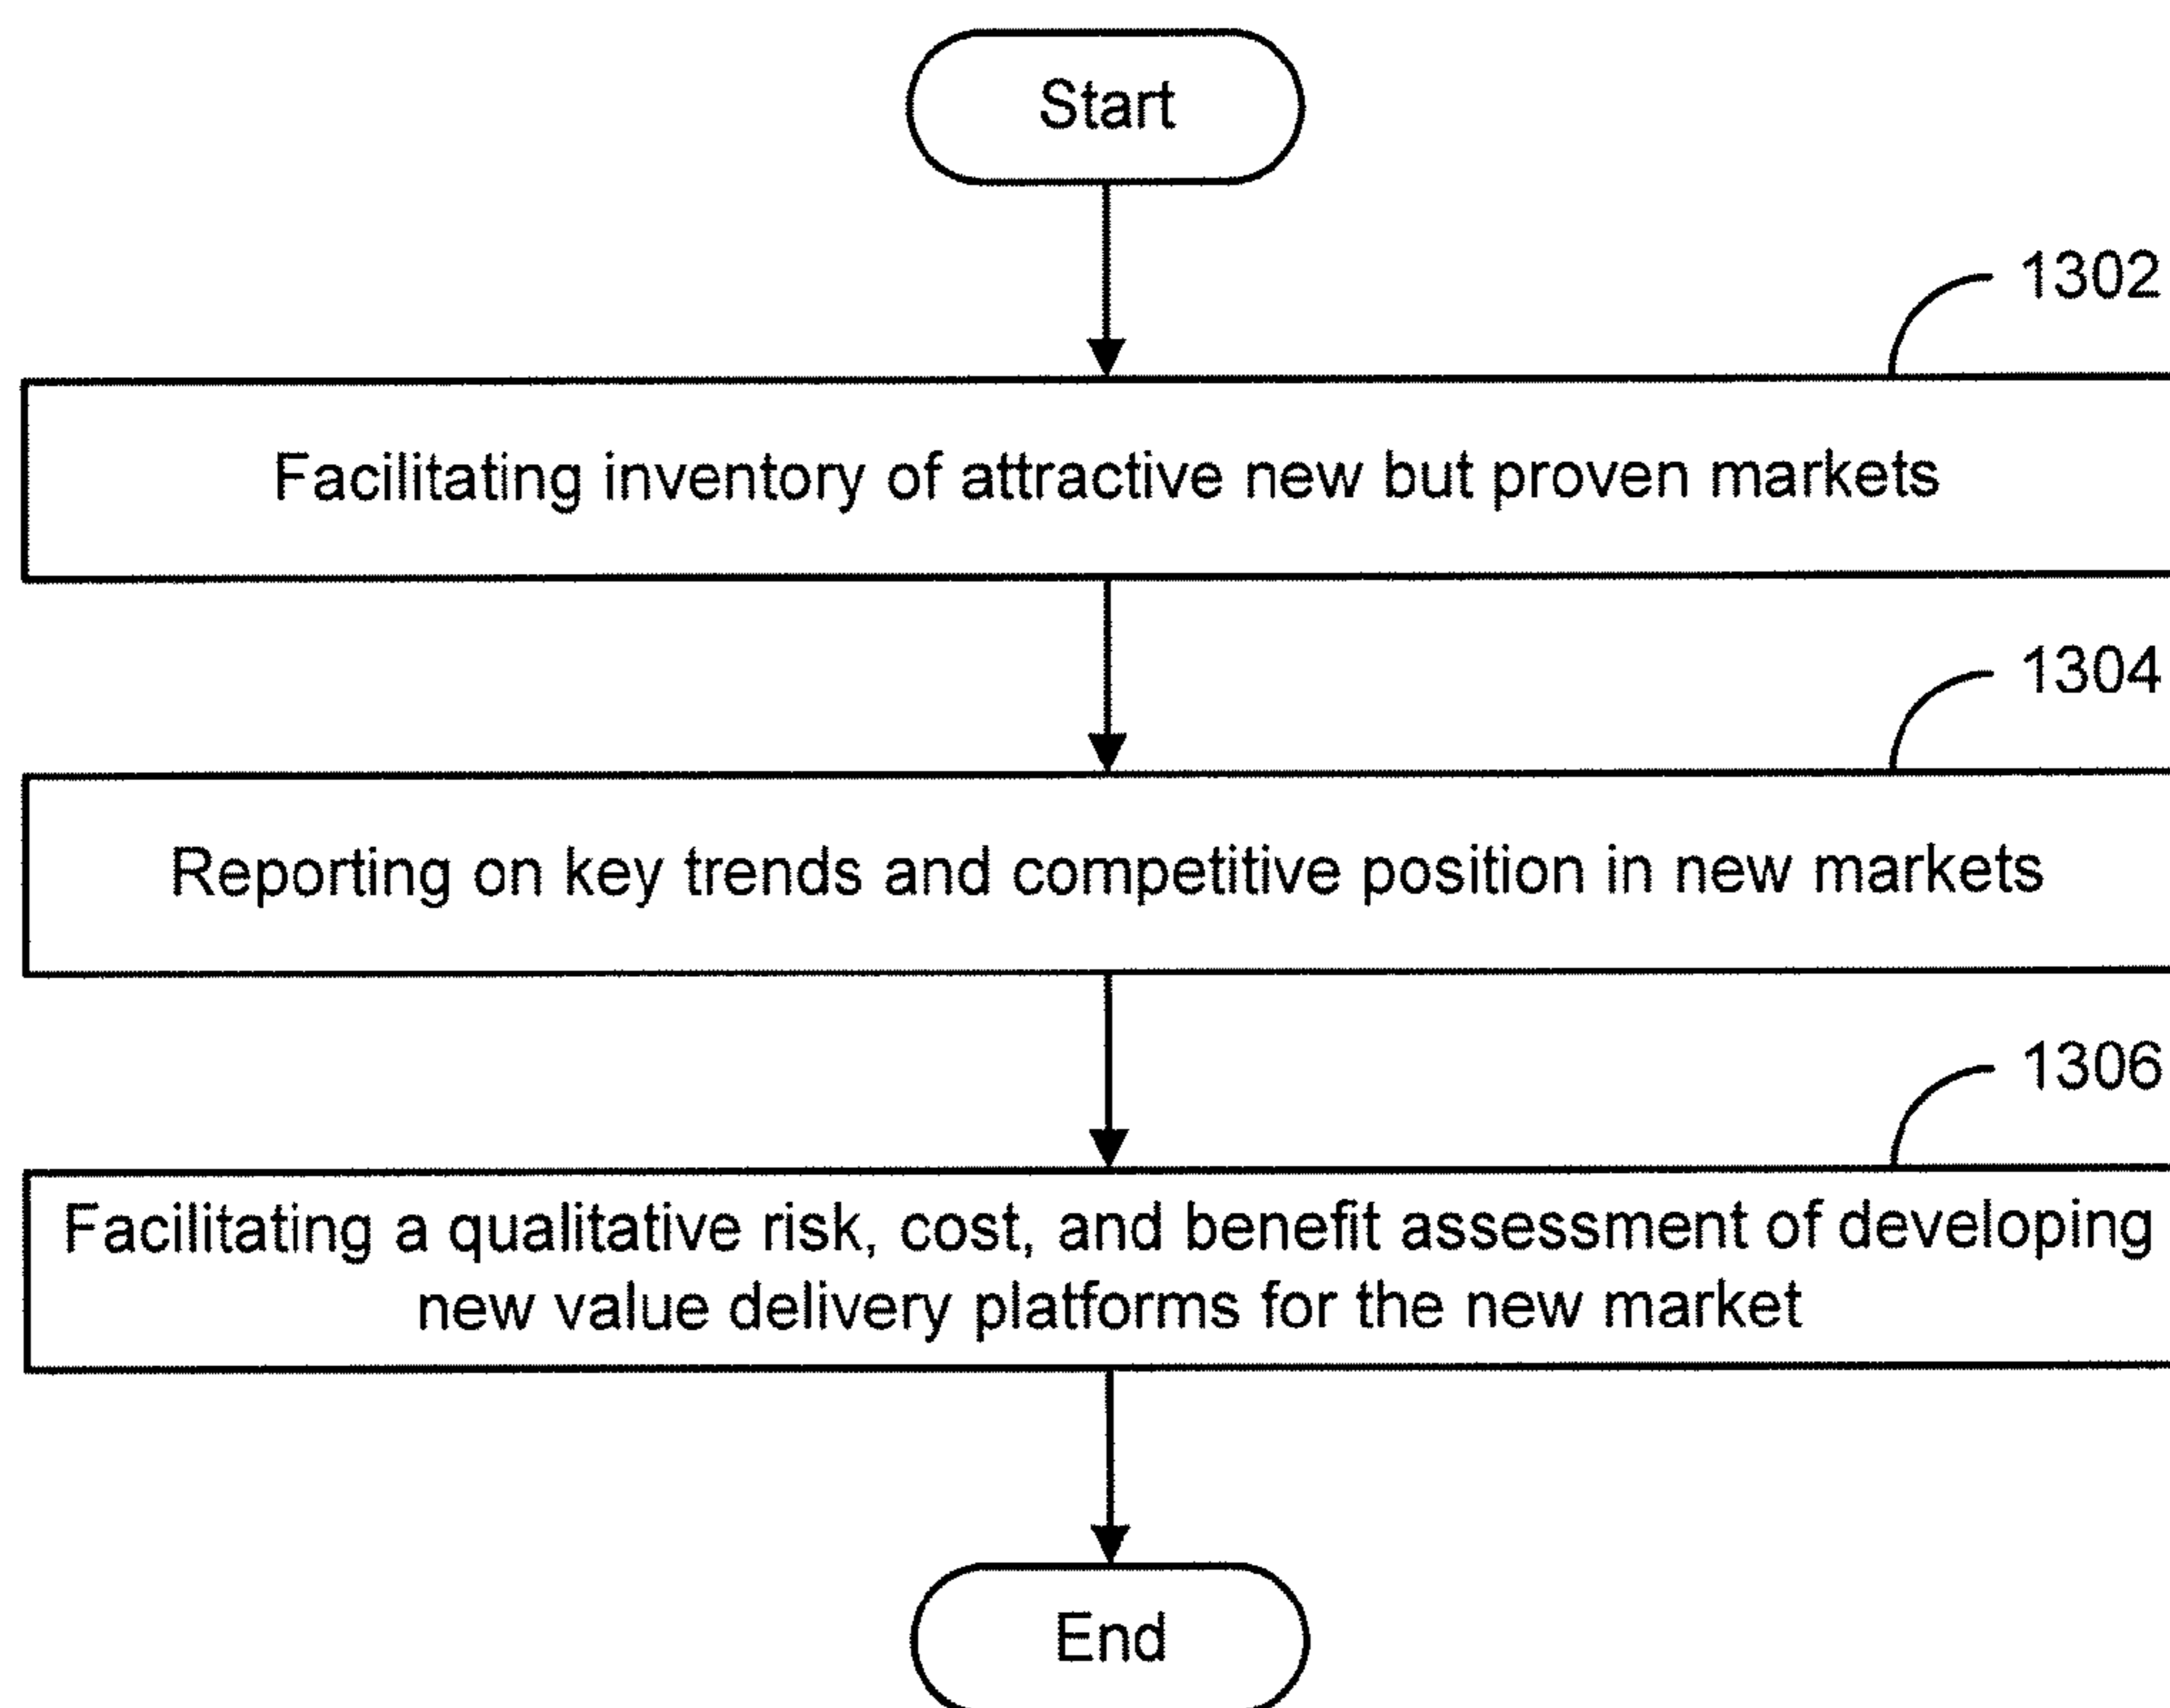 Start
1302
Facilitating inventory of attractive new but proven markets
1304
Reporting on key trends and competitive position in new markets
1306
Facilitating a qualitative risk, cost, and benefit assessment of developing
new value delivery platforms for the new market
End